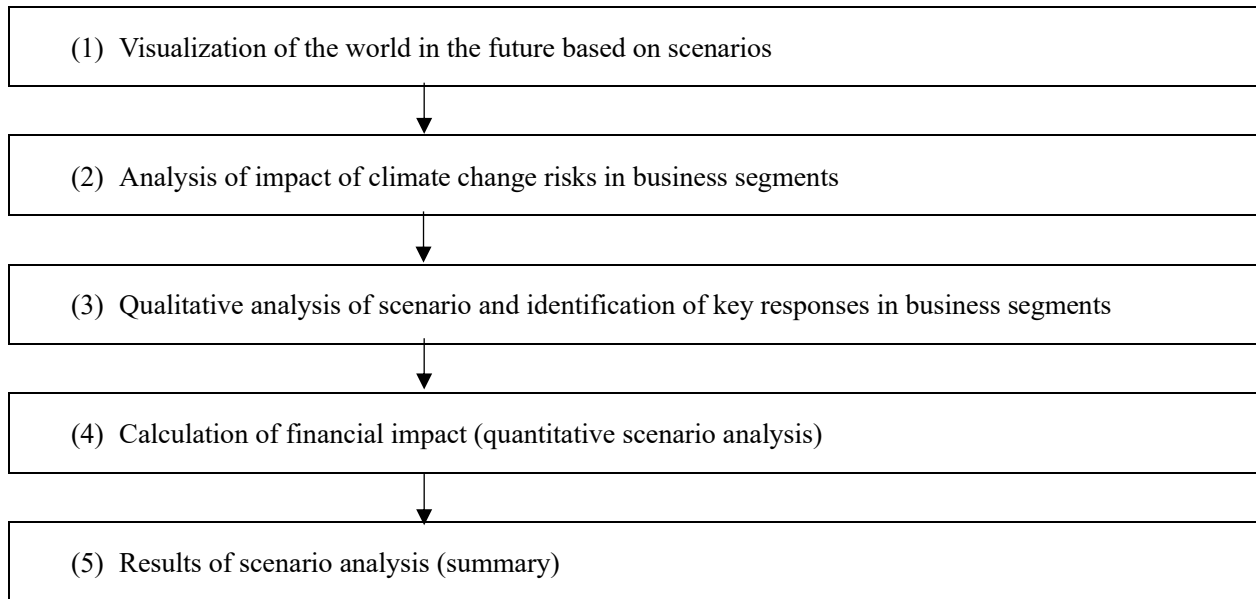 (1) Visualization of the world in the future based on scenarios
(2) Analysis of impact of climate change risks in business segments
(3) Qualitative analysis of scenario and identification of key responses in business segments
(4) Calculation of financial impact (quantitative scenario analysis)
(5) Results of scenario analysis (summary)